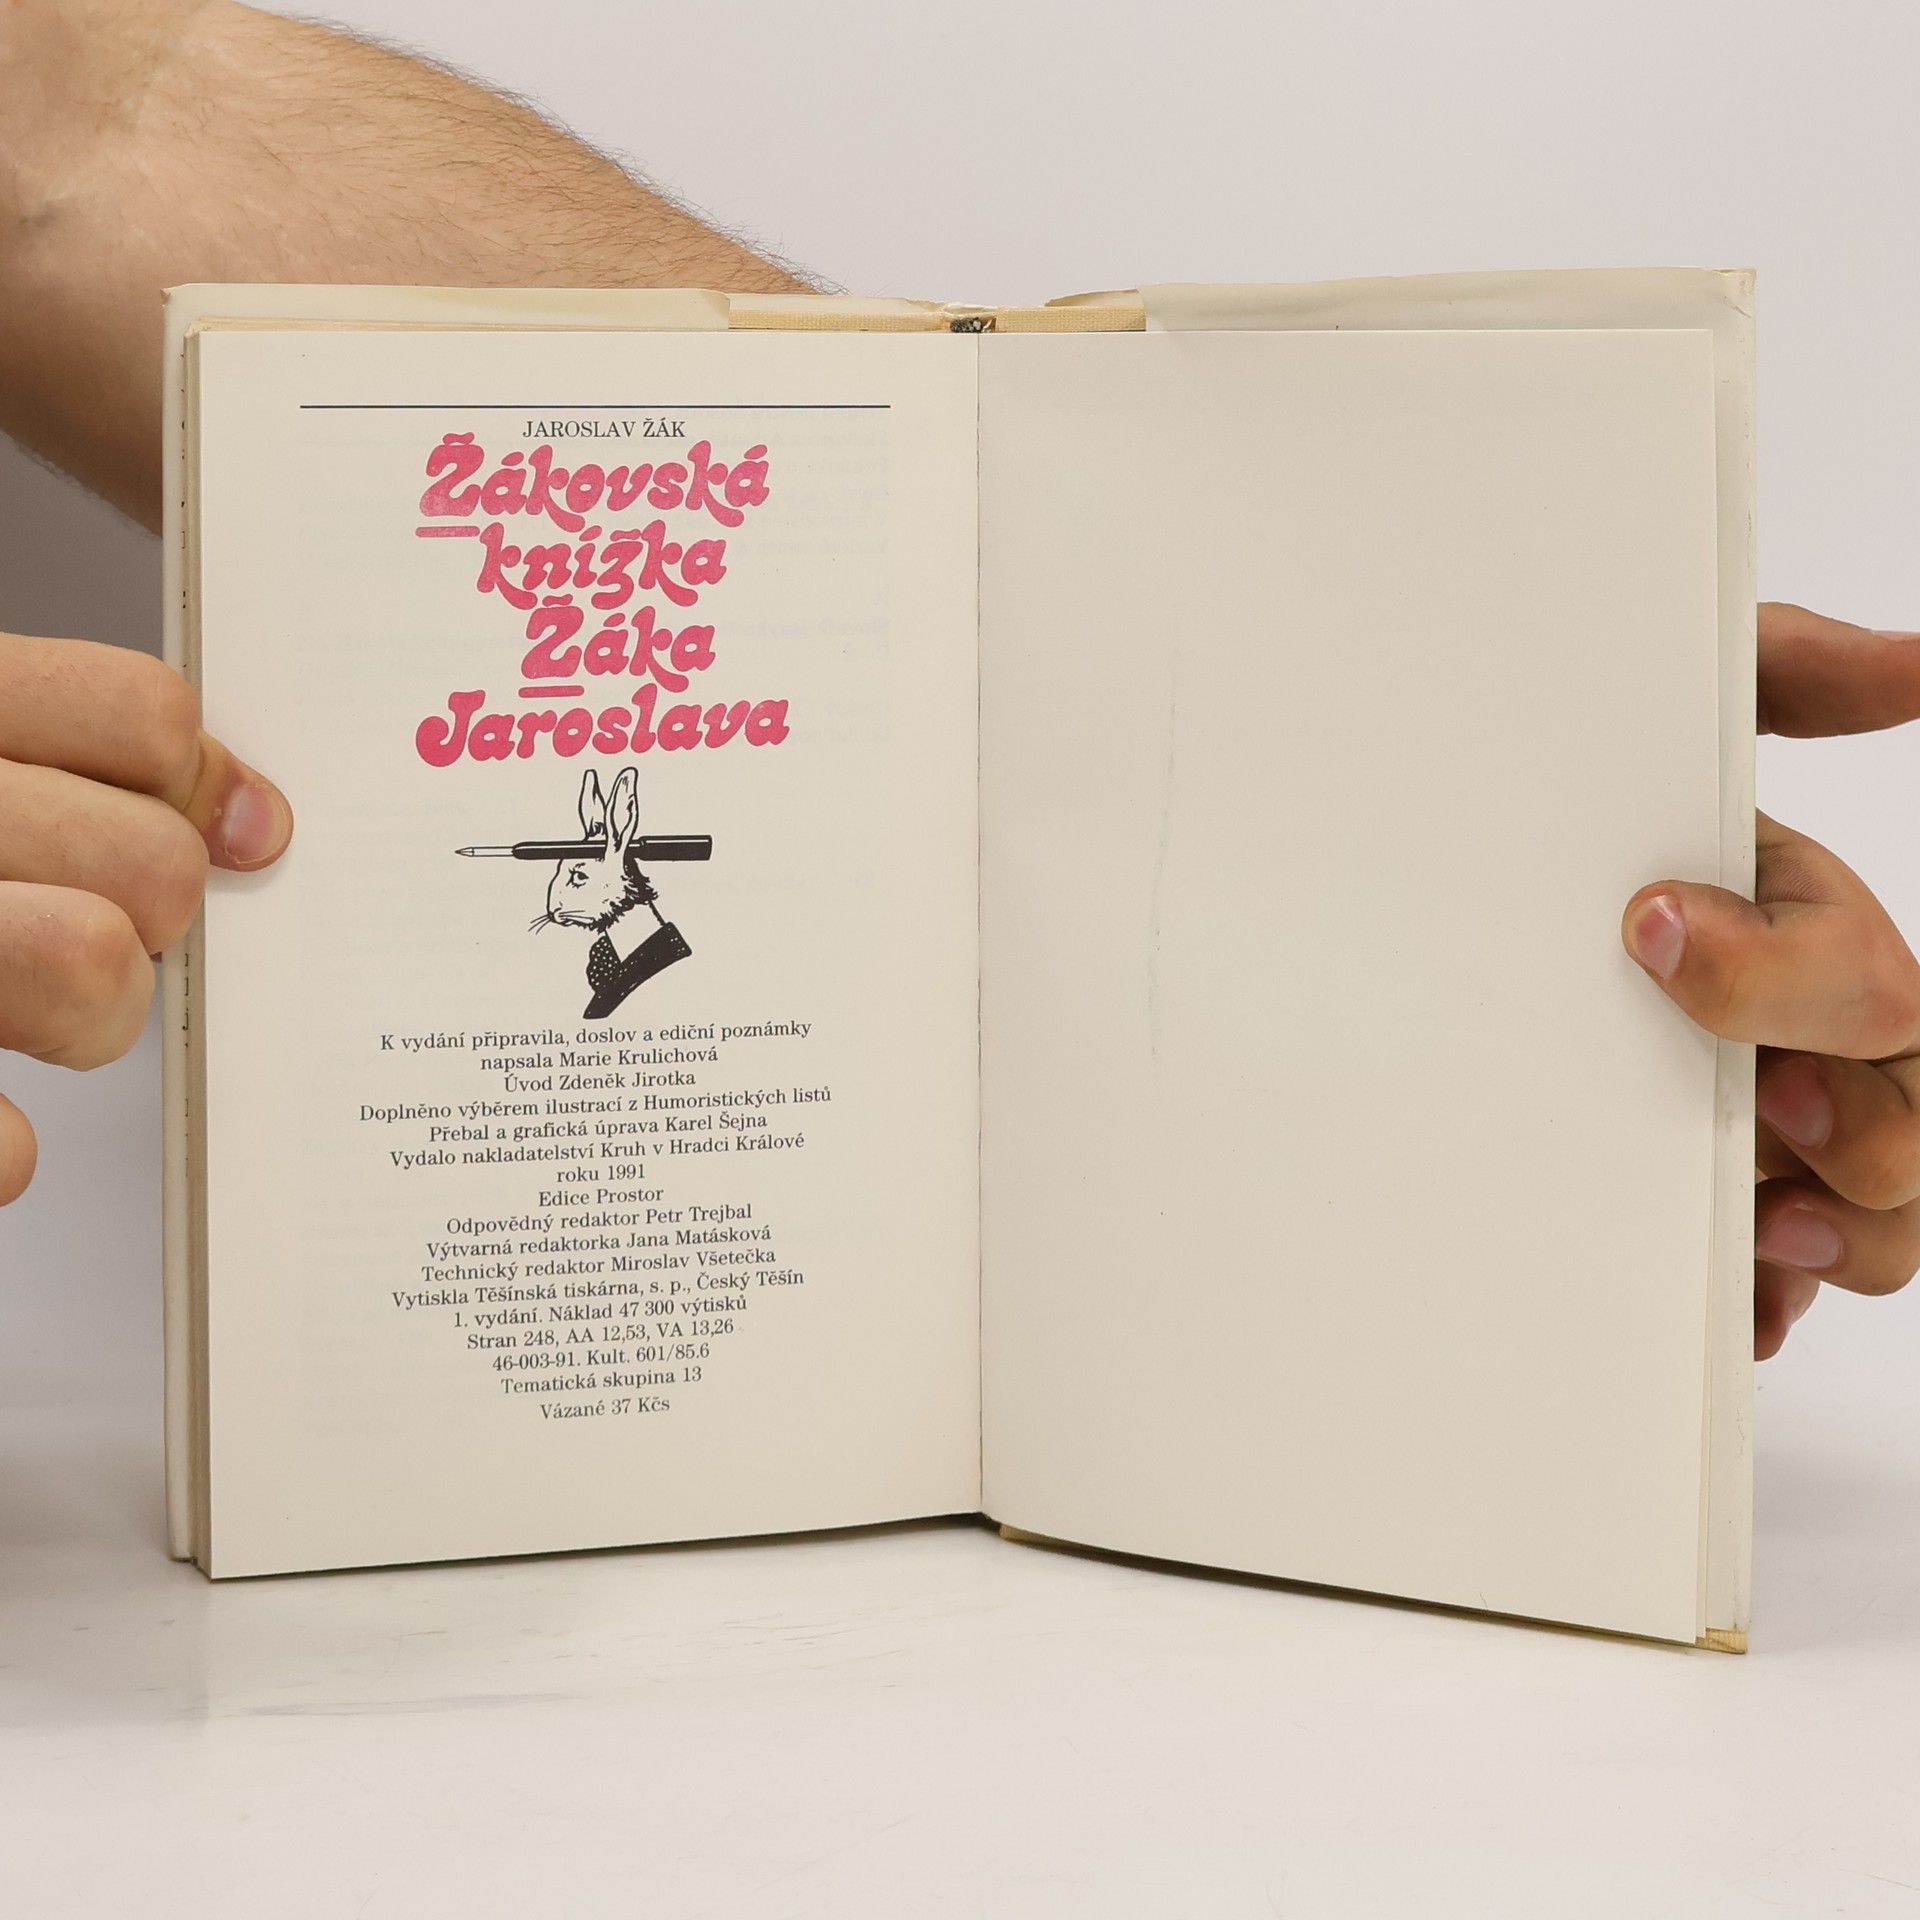 JAROSLAV ŽÁK
Žákovská
knížka
Žáka
Jaroslava
K vydání připravila, doslov a ediční poznámky
napsala Marie Krulichová
Úvod Zdeněk Jirotka
Doplněno výběrem ilustrací z Humoristických listů
Přebal a grafická úprava Karel Šejna
Vydalo nakladatelství Kruh v Hradci Králové
roku 1991
Edice Prostor
Odpovědný redaktor Petr Trejbal
Výtvarná redaktorka Jana Matásková
Technický redaktor Miroslav Všetečka
Vytiskla Těšínská tiskárna, s. p., Český Těšín
1. vydání. Náklad 47 300 výtisků
Stran 248, AA 12,53, VA 13,26
46-003-91. Kult. 601/85.6
Tematická skupina 13
Vázané 37 Kčs